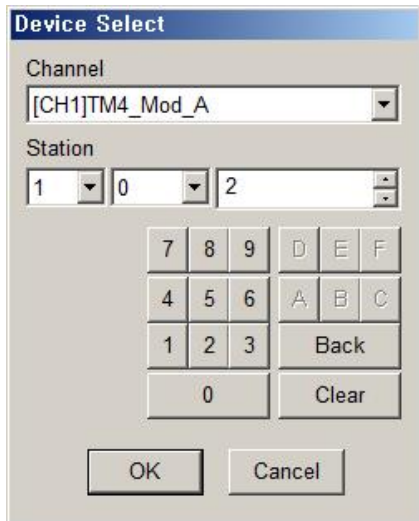 Device Select
Channel
[CH1]TM4_Mod_A
Station
1 0 2
7 8 9 D E F
4 5 6 A B C
1 2 3 Back
0 Clear
OK Cancel